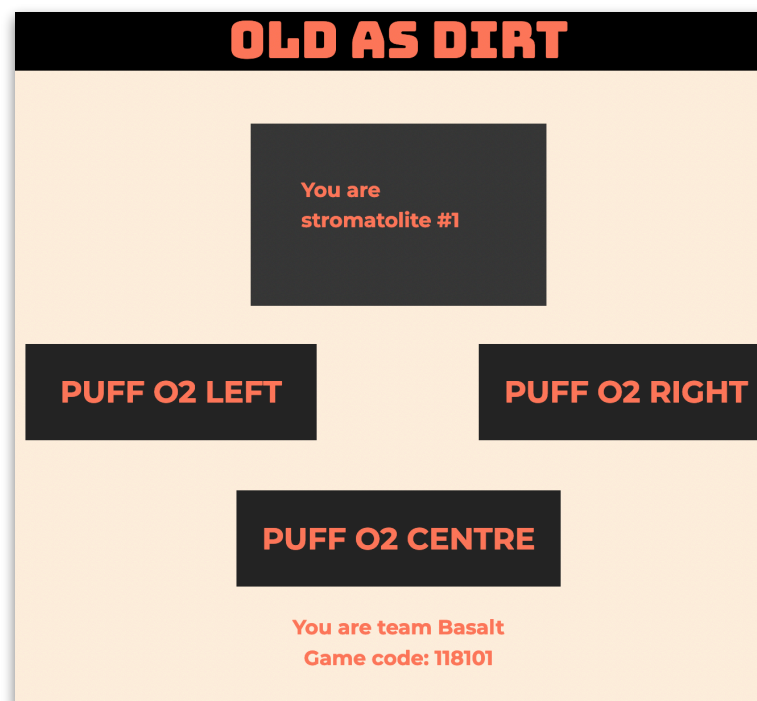 OLD AS DIRT
You are
stromatolite #1
PUFF O2 LEFT
PUFF O2 RIGHT
PUFF O2 CENTRE
You are team Basalt
Game code: 118101